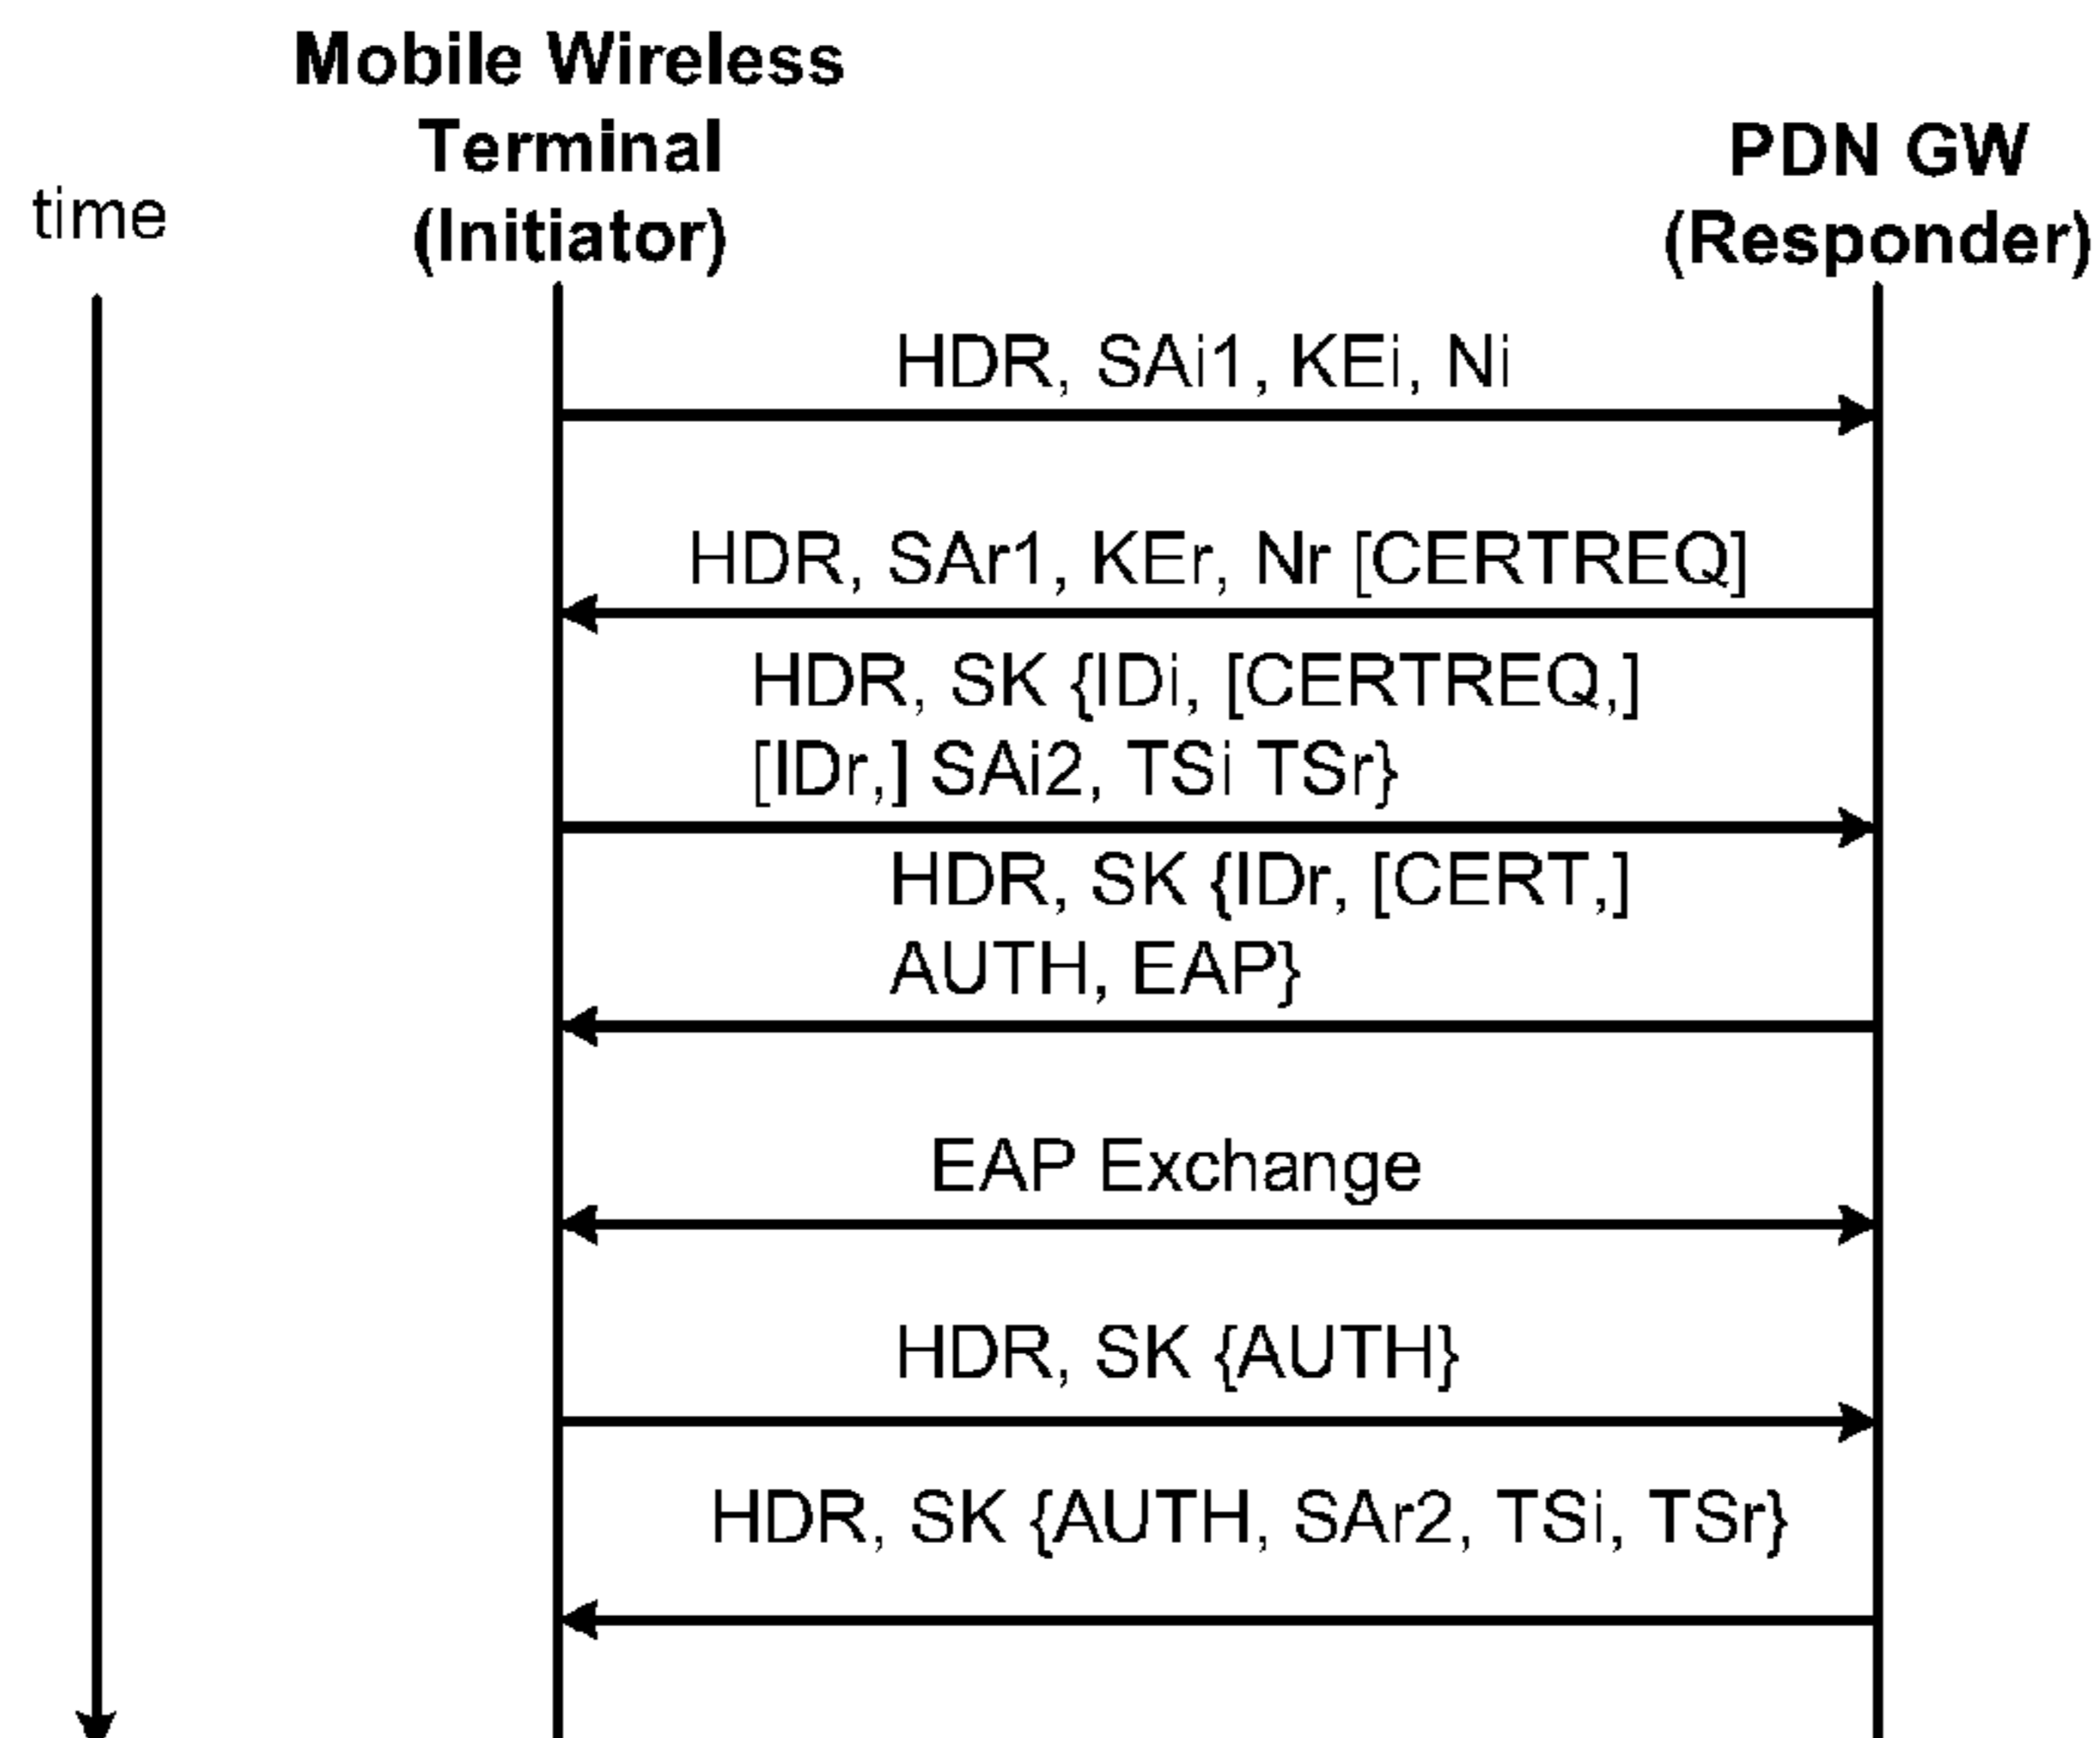 Mobile Wireless
Terminal
(Initiator)
PDN GW
(Responder)
time
HDR, SAi1, KEi, Ni
HDR, SAr1, KEr, Nr [CERTREQ]
HDR, SK {IDi, [CERTREQ,]
[IDr,] SAi2, TSi TSr}
HDR, SK {IDr, [CERT,]
AUTH, EAP}
EAP Exchange
HDR, SK {AUTH}
HDR, SK {AUTH, SAr2, TSi, TSr}